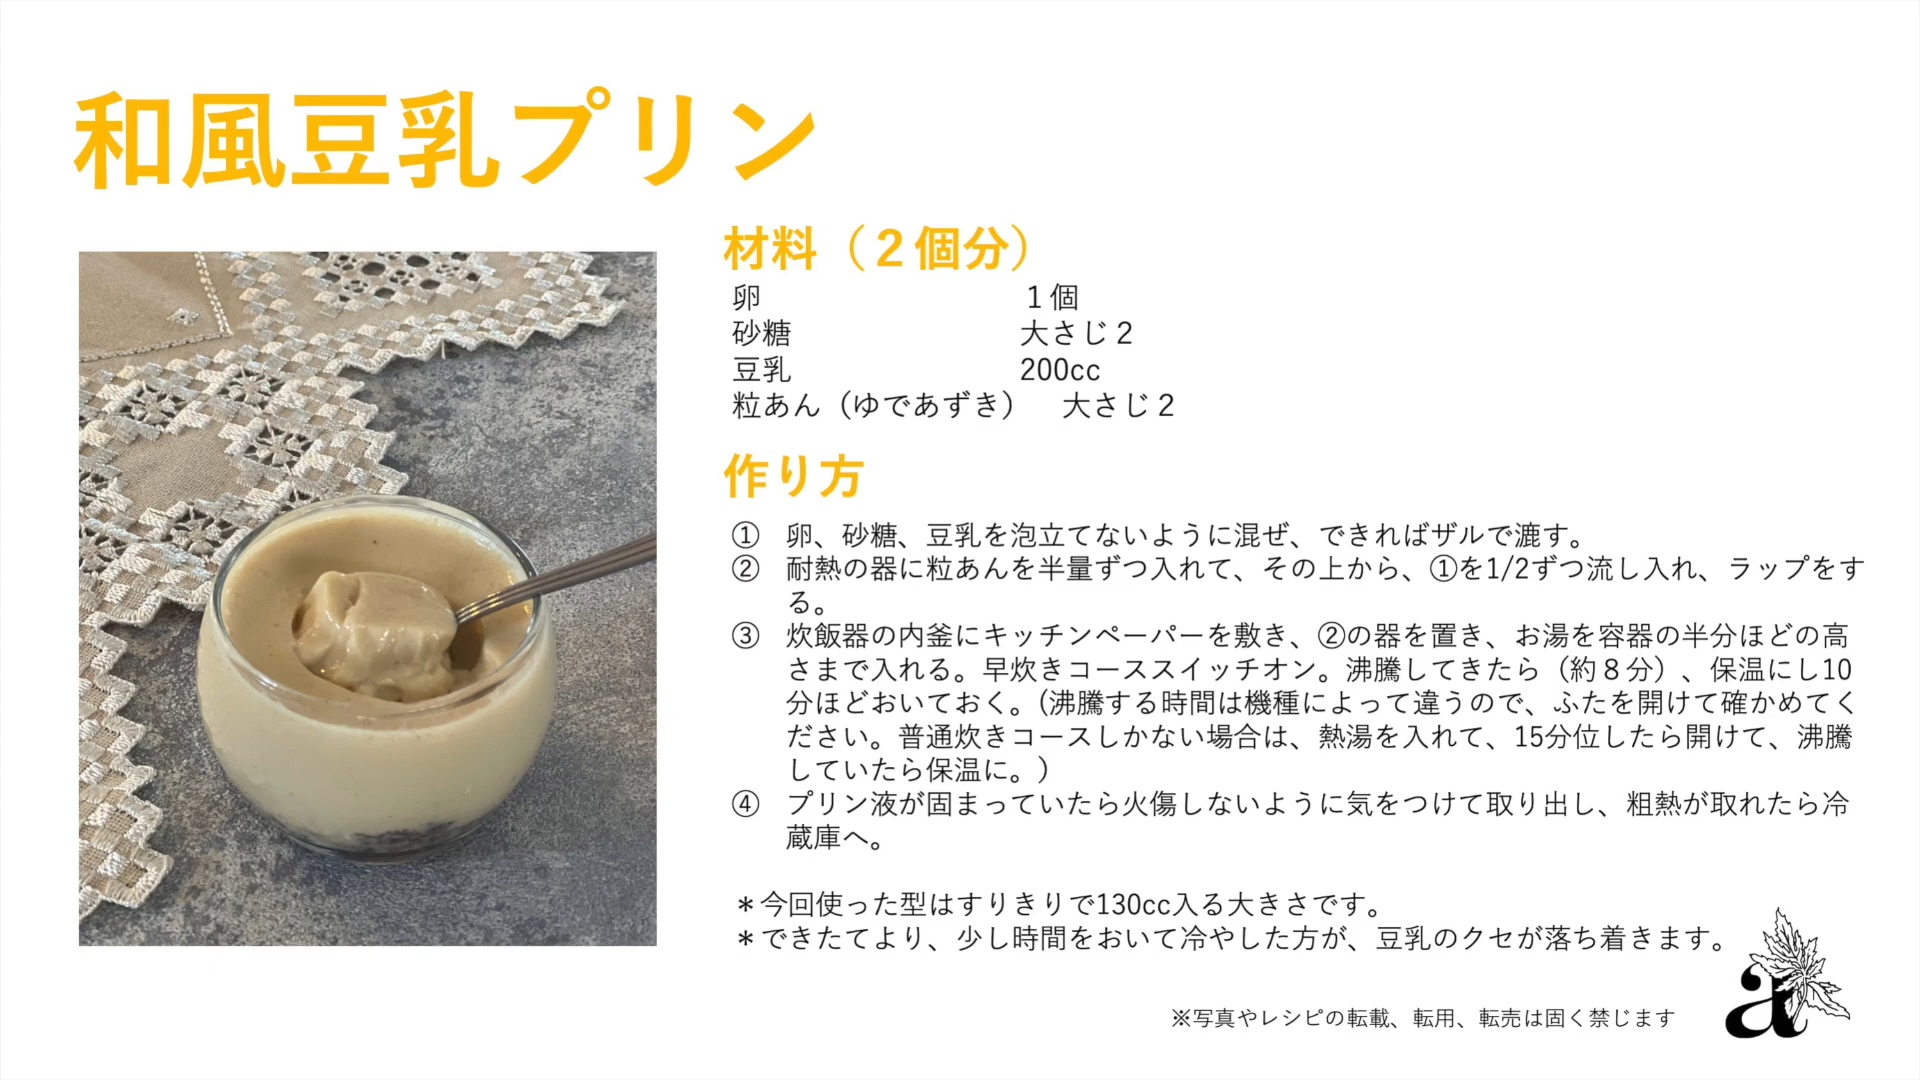 和風豆乳プリン
材料（２個分）
卵 １個
砂糖 大さじ２
豆乳 200cc
粒あん（ゆであずき） 大さじ２
作り方
① 卵、砂糖、豆乳を泡立てないように混ぜ、できればザルで漉す。
② 耐熱の器に粒あんを半量ずつ入れて、その上から、①を1/2ずつ流し入れ、ラップをす
る。
③ 炊飯器の内釜にキッチンペーパーを敷き、②の器を置き、お湯を容器の半分ほどの高
さまで入れる。早炊きコーススイッチオン。沸騰してきたら（約８分）、保温にし10
分ほどおいておく。(沸騰する時間は機種によって違うので、ふたを開けて確かめてく
ださい。普通炊きコースしかない場合は、熱湯を入れて、15分位したら開けて、沸騰
していたら保温に。）
④ プリン液が固まっていたら火傷しないように気をつけて取り出し、粗熱が取れたら冷
蔵庫へ。
＊今回使った型はすりきりで130cc入る大きさです。
＊できたてより、少し時間をおいて冷やした方が、豆乳のクセが落ち着きます。
a
※写真やレシピの転載、転用、転売は固く禁じます